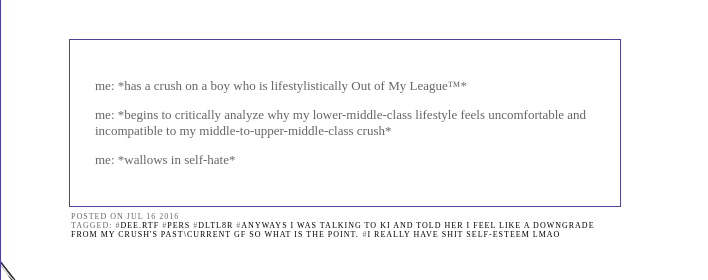 me: *has a crush on a boy who is lifestylistically Out of My League™*
me: *begins to critically analyze why my lower-middle-class lifestyle feels uncomfortable and
incompatible to my middle-to-upper-middle-class crush*
me: *wallows in self-hate*
POSTED ON JUL 16 2016
TAGGED: #DEE.RTF #PERS #DLTL8R #ANYWAYS I WAS TALKING TO KI AND TOLD HER I FEEL LIKE A DOWNGRADE
FROM MY CRUSH'S PAST\CURRENT GF SO WHAT IS THE POINT. #I REALLY HAVE SHIT SELF-ESTEEM LMAO